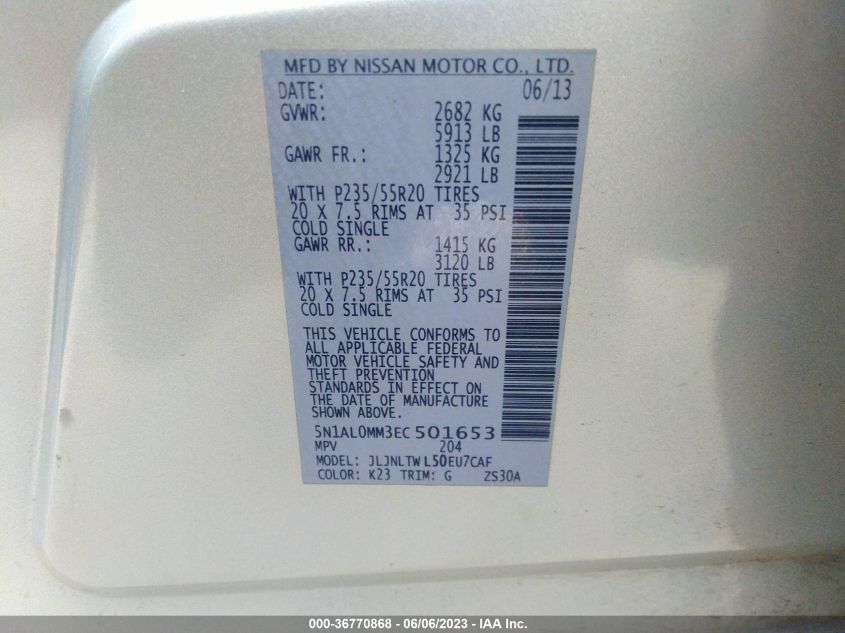 MFD BY NISSAN MOTOR CO., LTD.
DATE: 06/13
GVWR: 2682 KG
5913 LB
GAWR FR.: 1325 KG
2921 LB
WITH P235/55R20 TIRES
20 X 7.5 RIMS AT 35 PSI
COLD SINGLE
GAWR RR.: 1415 KG
3120 LB
WITH P235/55R20 TIRES
20 X 7.5 RIMS AT 35 PSI
COLD SINGLE
THIS VEHICLE CONFORMS TO
ALL APPLICABLE FEDERAL
MOTOR VEHICLE SAFETY AND
THEFT PREVENTION
STANDARDS IN EFFECT ON
THE DATE OF MANUFACTURE
SHOWN ABOVE.
5N1AL0MM3EC501653
MPV 204
MODEL: JLJNLTWL50EU7CAF
COLOR: K23 TRIM: G ZS30A
000-36770868 - 06/06/2023 - IAA Inc.